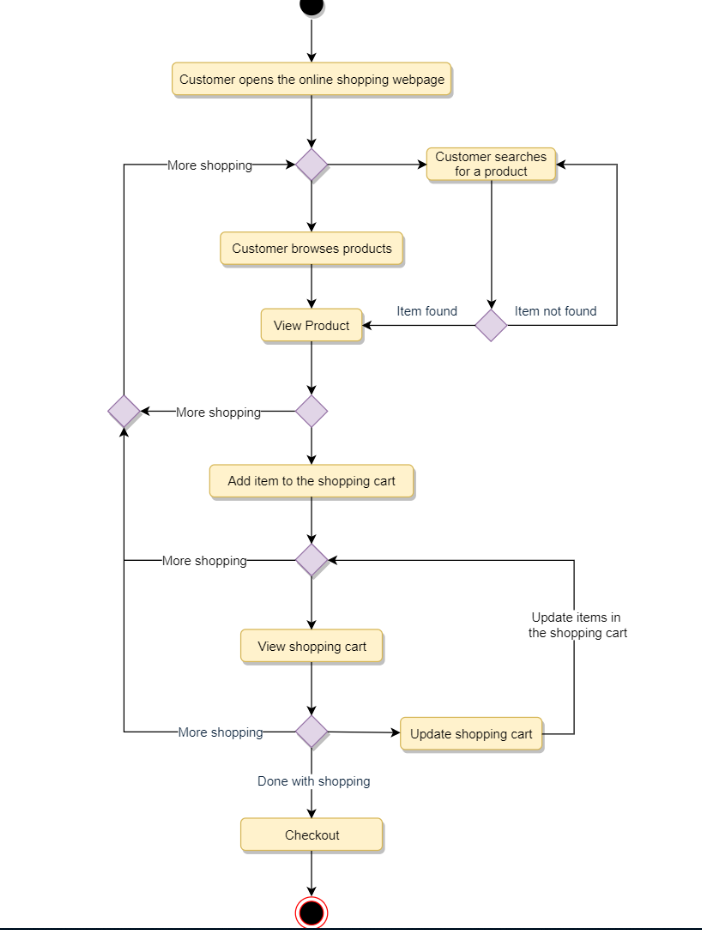 Customer opens the online shopping webpage
More shopping
Customer searches
for a product
Customer browses products
Item found
Item not found
View Product
More shopping
Add item to the shopping cart
More shopping
Update items in
the shopping cart
View shopping cart
More shopping
Update shopping cart
Done with shopping
Checkout